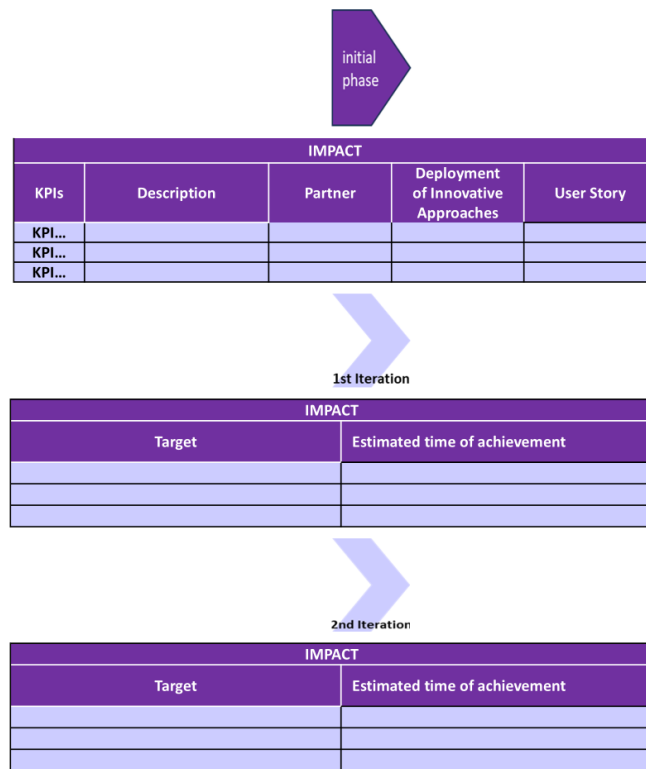 initial
phase
IMPACT
KPIs Description Partner Deployment of Innovative Approaches User Story
KPI...
KPI...
KPI...
1st Iteration
IMPACT
Target Estimated time of achievement
2nd Iteration
IMPACT
Target Estimated time of achievement